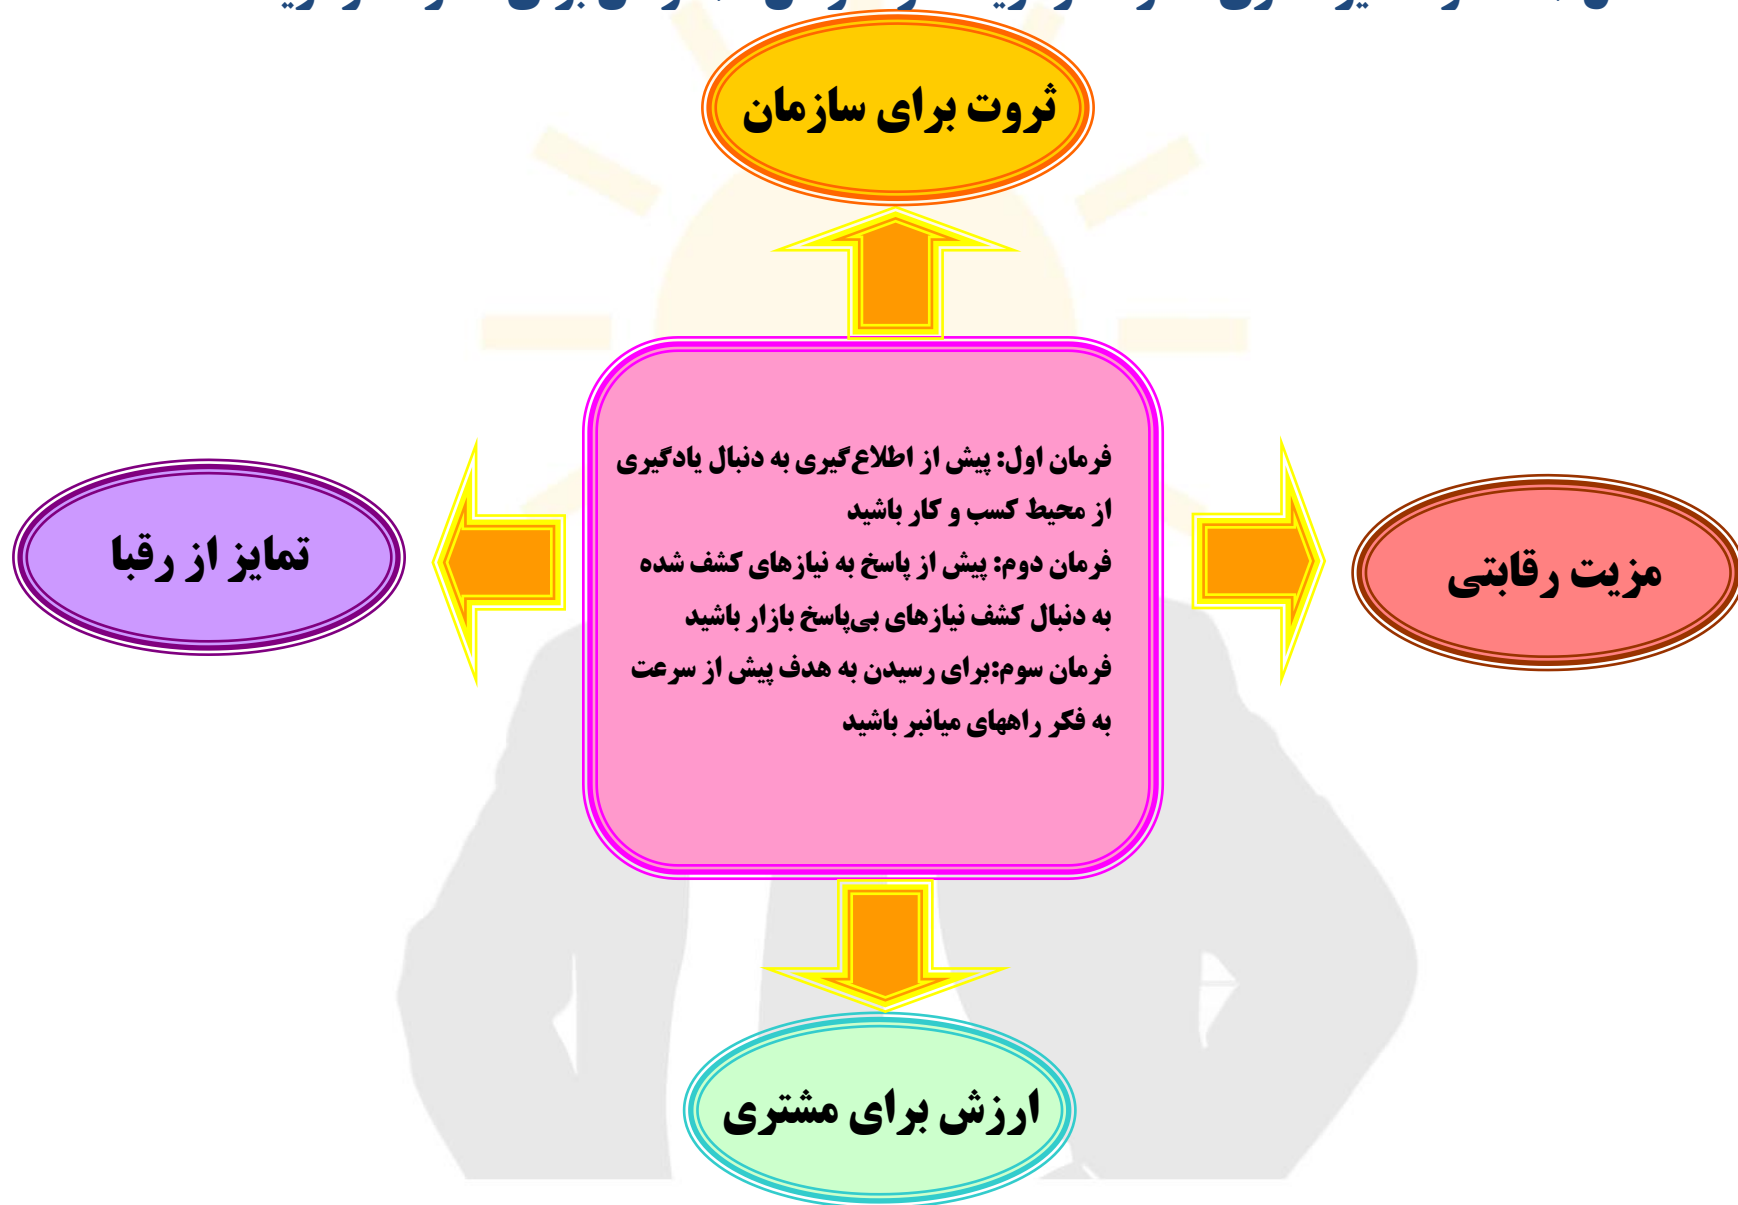 ثروت برای سازمان
فرمان اول: پیش از اطلاع‌گیری به دنبال یادگیری
از محیط کسب و کار باشید
فرمان دوم: پیش از پاسخ به نیازهای کشف شده
به دنبال کشف نیازهای بی‌پاسخ بازار باشید
فرمان سوم:برای رسیدن به هدف پیش از سرعت
به فکر راههای میانبر باشید
مزیت رقابتی
تمایز از رقبا
ارزش برای مشتری